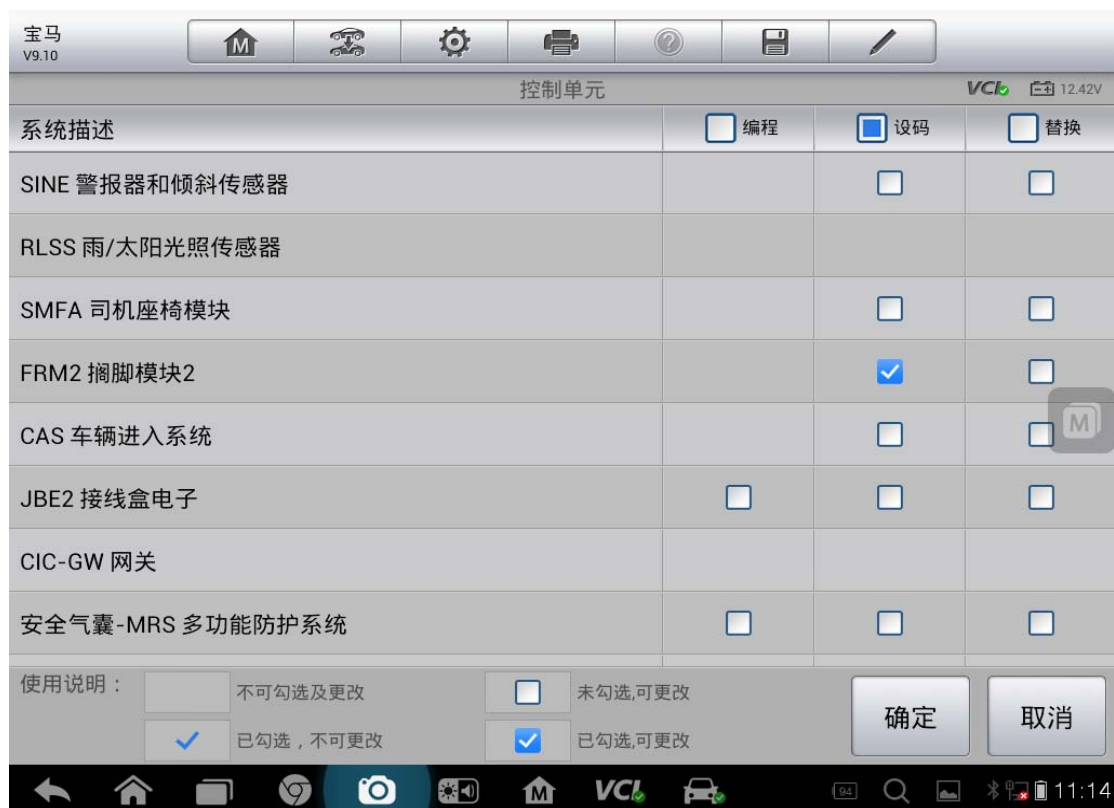 宝马
V9.10
M
控制单元
VCI 12.42V
系统描述 编程 设码 替换
SINE 警报器和倾斜传感器
RLSS 雨/太阳光照传感器
SMFA 司机座椅模块
FRM2 搁脚模块2
M
CAS 车辆进入系统
JBE2 接线盒电子
CIC-GW 网关
安全气囊-MRS 多功能防护系统
使用说明： 不可勾选及更改 未勾选,可更改
已勾选，不可更改 已勾选,可更改
确定 取消
M VCI 94 11:14